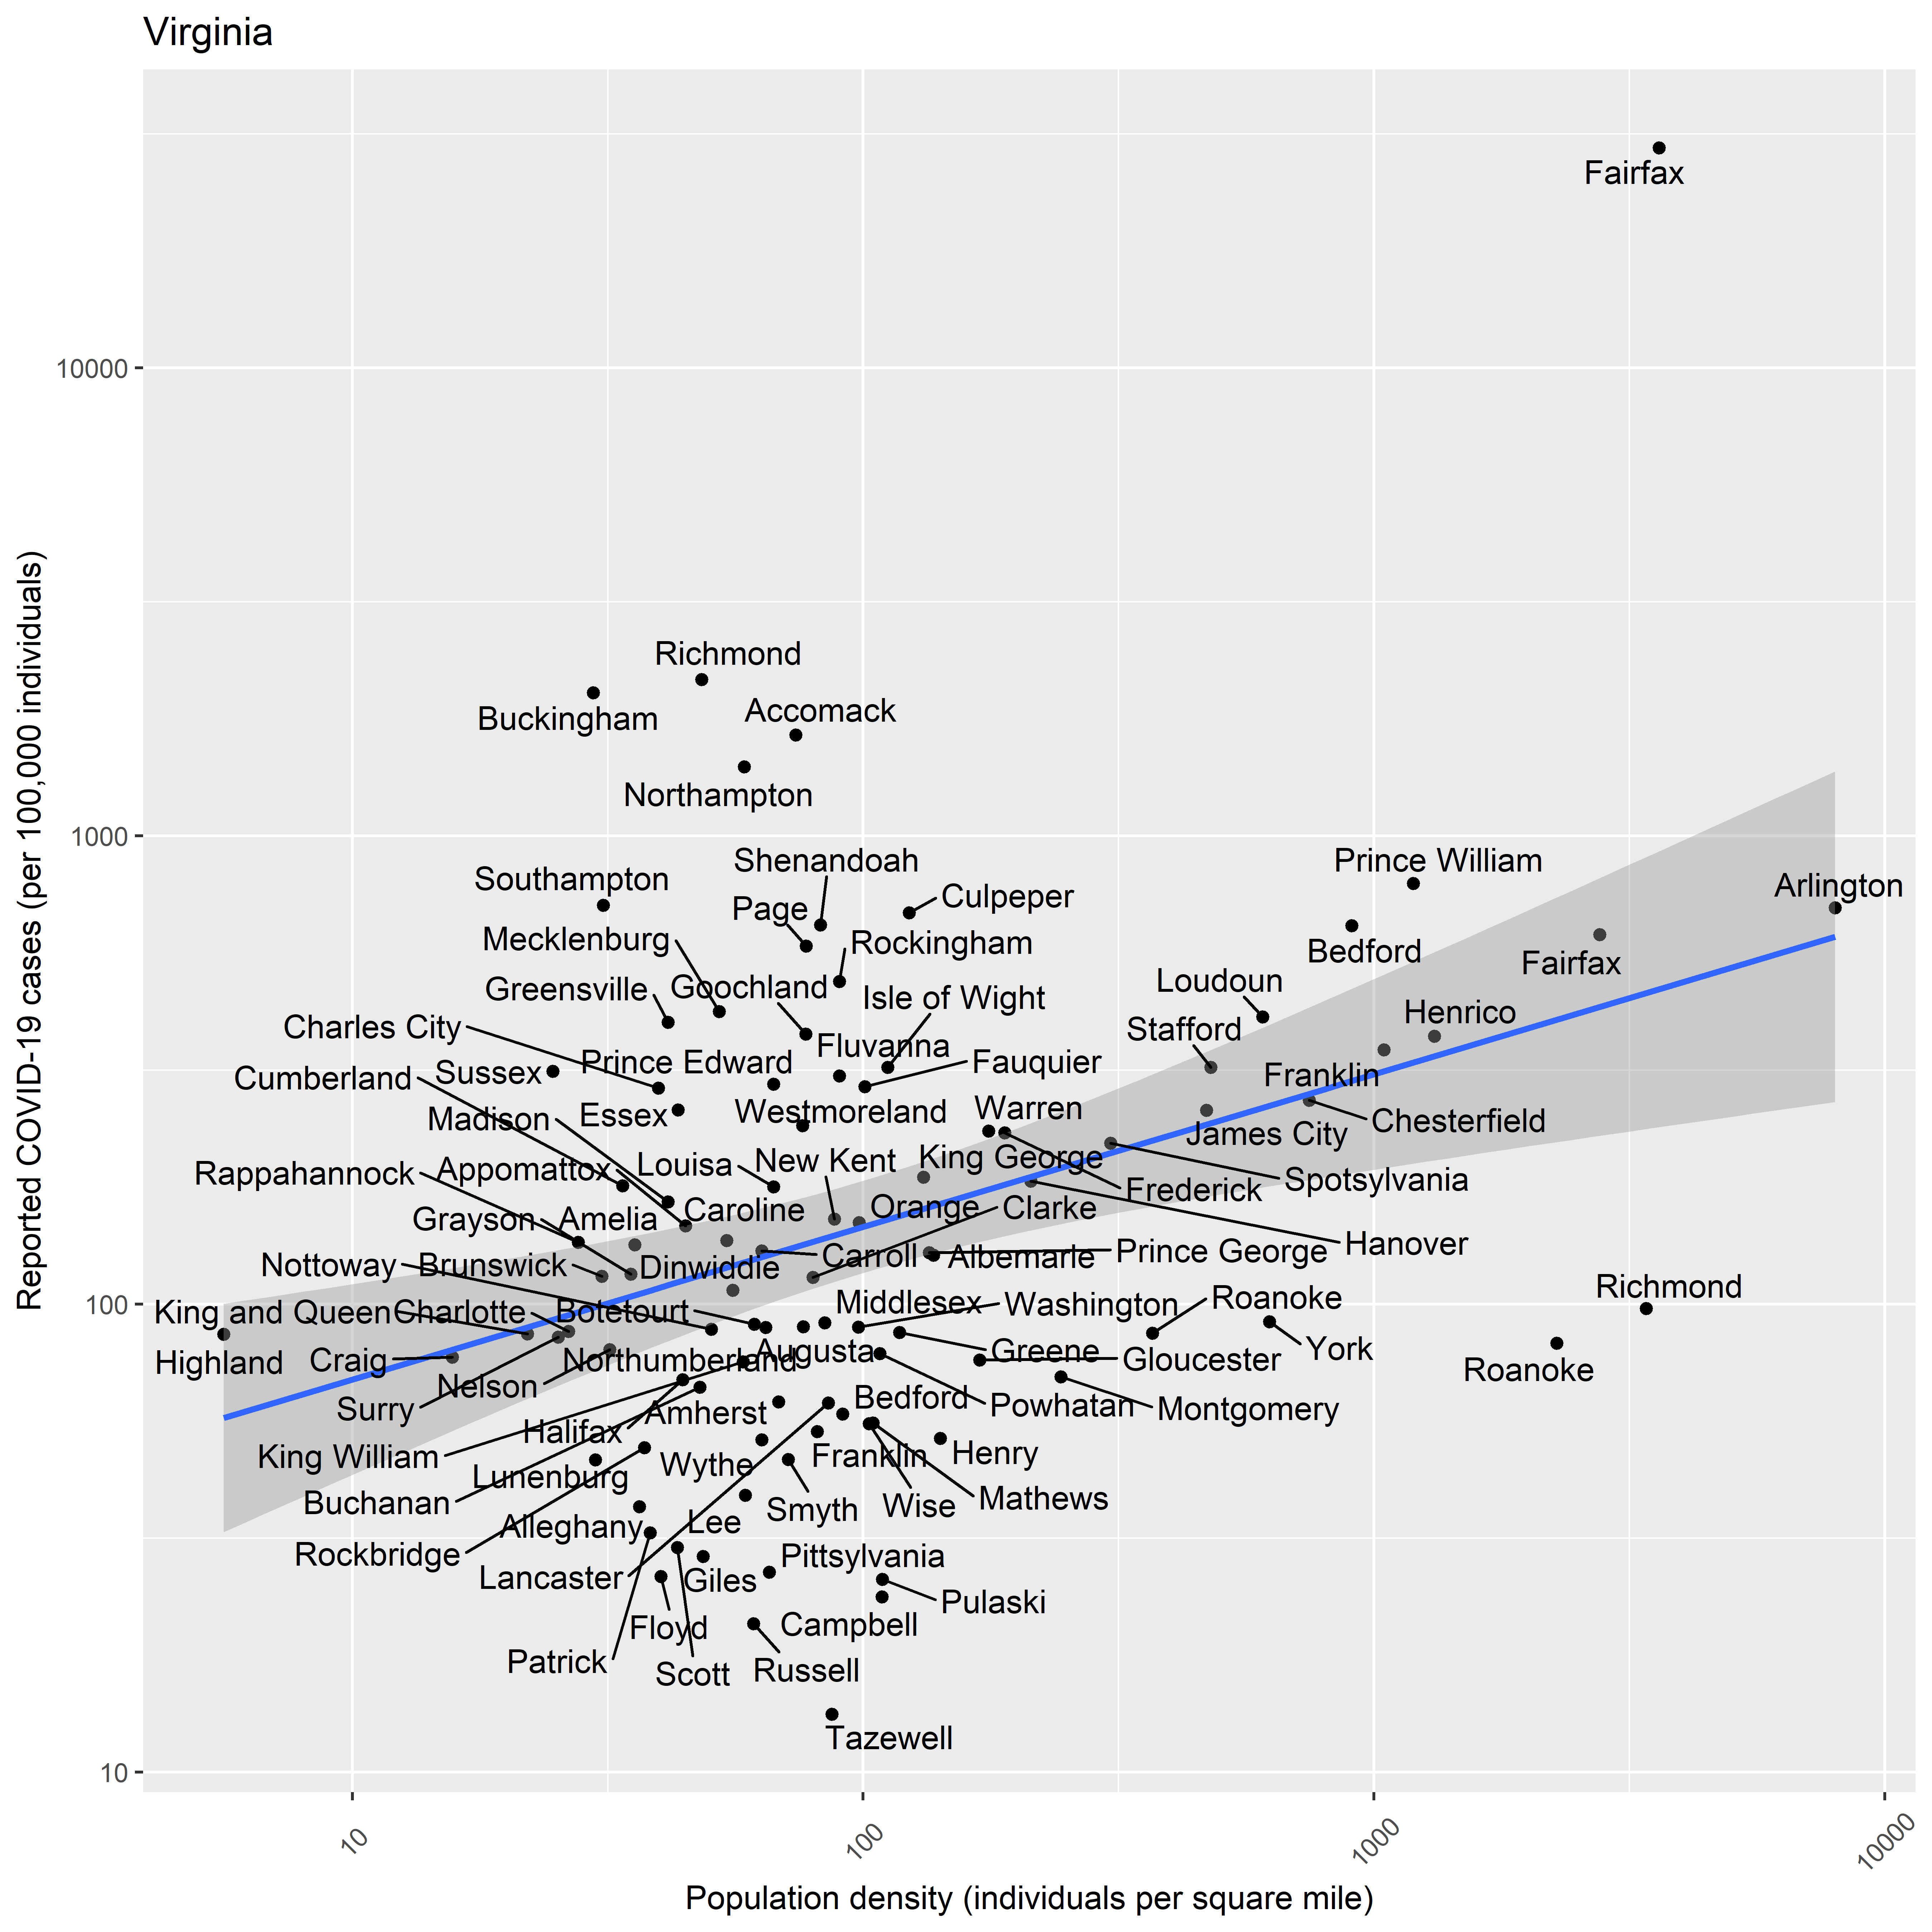 Virginia
Reported COVID-19 cases (per 100,000 individuals)
10000
1000
100
10
Fairfax
Richmond
Buckingham
Accomack
Northampton
Shenandoah
Prince William
Southampton
Arlington
Culpeper
Page
Mecklenburg
Rockingham
Bedford
Fairfax
Loudoun
Greensville
Goochland
Isle of Wight
Henrico
Charles City
Stafford
Fluvanna
Prince Edward
Fauquier
Sussex
Cumberland
Franklin
Essex
Westmoreland
Warren
Madison
Chesterfield
James City
Louisa
New Kent
King George
Appomattox
Rappahannock
Spotsylvania
Frederick
Caroline
Orange
Clarke
Grayson
Amelia
Hanover
Carroll
Albemarle
Prince George
Nottoway
Brunswick
Dinwiddie
Richmond
Middlesex
Washington
Roanoke
King and Queen
Charlotte
Botetourt
Highland
Craig
Northumberland
Augusta
Greene
Gloucester
York
Roanoke
Nelson
Surry
Amherst
Bedford
Powhatan
Montgomery
Halifax
King William
Lunenburg
Wythe
Franklin
Henry
Buchanan
Smyth
Wise
Mathews
Alleghany
Lee
Rockbridge
Lancaster
Giles
Pittsylvania
Pulaski
Floyd
Campbell
Patrick
Scott
Russell
Tazewell
10
100
1000
10000
Population density (individuals per square mile)